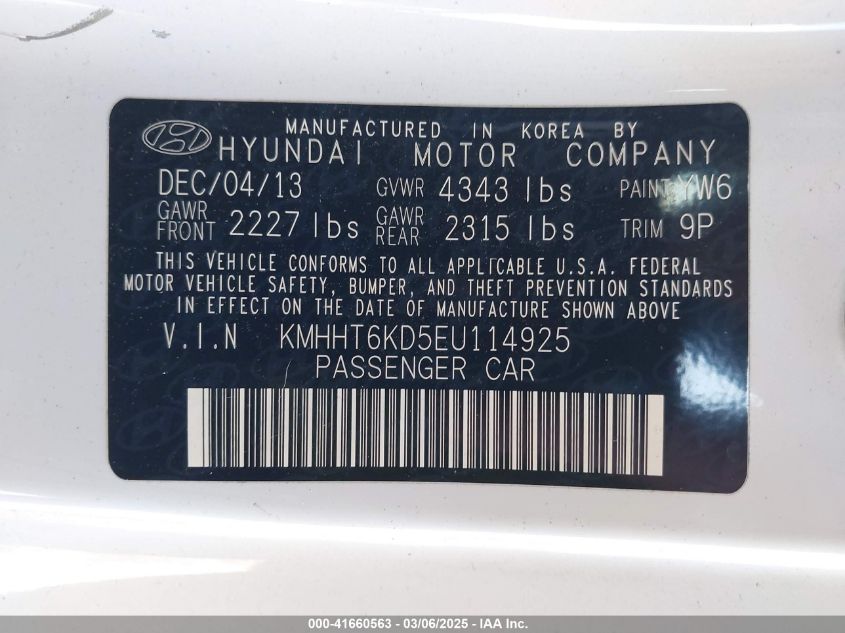 MANUFACTURED IN KOREA BY
HYUNDAI MOTOR COMPANY
DEC/04/13 GVWR 4343 lbs PAINT YW6
GAWR FRONT 2227 lbs GAWR REAR 2315 lbs TRIM 9P
THIS VEHICLE CONFORMS TO ALL APPLICABLE U.S.A. FEDERAL
MOTOR VEHICLE SAFETY, BUMPER, AND THEFT PREVENTION STANDARDS
IN EFFECT ON THE DATE OF MANUFACTURE SHOWN ABOVE
V.I.N KMHHT6KD5EU114925
PASSENGER CAR
000-41660563 - 03/06/2025 - IAA Inc.